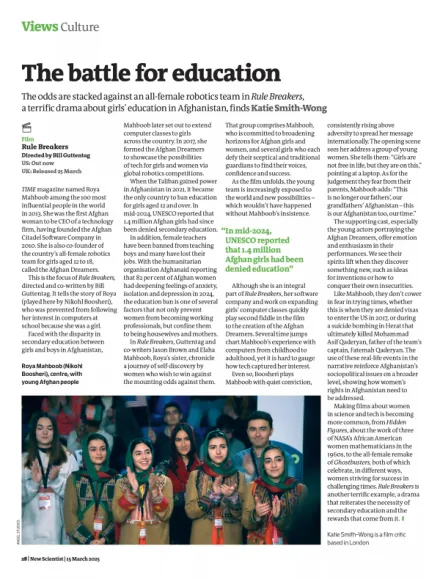 Views Culture
The battle for education
The odds are stacked against an all-female robotics team in Rule Breakers,
a terrific drama about girls' education in Afghanistan, finds Katie Smith-Wong
Film
Rule Breakers
Directed by Bill Guttentag
US: Out now
UK: Released 25 March
TIME magazine named Roya
Mahboob among the 100 most
influential people in the world
in 2013. She was the first Afghan
woman to be CEO of a technology
firm, having founded the Afghan
Citadel Software Company in
2010. She is also co-founder of
the country's all-female robotics
team for girls aged 12 to 18,
called the Afghan Dreamers.
This is the focus of Rule Breakers,
directed and co-written by Bill
Guttentag. It tells the story of Roya
(played here by Nikohl Boosheri),
who was prevented from following
her interest in computers at
school because she was a girl.
Faced with the disparity in
secondary education between
girls and boys in Afghanistan,
Roya Mahboob (Nikohl
Boosheri), centre, with
young Afghan people
Mahboob later set out to extend
computer classes to girls
across the country. In 2017, she
formed the Afghan Dreamers
to showcase the possibilities
of tech for girls and women via
global robotics competitions.
When the Taliban gained power
in Afghanistan in 2021, it became
the only country to ban education
for girls aged 12 and over. In
mid-2024, UNESCO reported that
1.4 million Afghan girls had since
been denied secondary education.
In addition, female teachers
have been banned from teaching
boys and many have lost their
jobs. With the humanitarian
organisation Afghanaid reporting
that 82 per cent of Afghan women
had deepening feelings of anxiety,
isolation and depression in 2024,
the education ban is one of several
factors that not only prevent
women from becoming working
professionals, but confine them
to being housewives and mothers.
In Rule Breakers, Guttentag and
co-writers Jason Brown and Elaha
Mahboob, Roya's sister, chronicle
a journey of self-discovery by
women who wish to win against
the mounting odds against them.
That group comprises Mahboob,
who is committed to broadening
horizons for Afghan girls and
women, and several girls who each
defy their sceptical and traditional
guardians to find their voices,
confidence and success.
As the film unfolds, the young
team is increasingly exposed to
the world and new possibilities –
which wouldn't have happened
without Mahboob's insistence.
"In mid-2024,
UNESCO reported
that 1.4 million
Afghan girls had been
denied education"
Although she is an integral
part of Rule Breakers, her software
company and work on expanding
girls' computer classes quickly
play second fiddle in the film
to the creation of the Afghan
Dreamers. Several time jumps
chart Mahboob's experience with
computers from childhood to
adulthood, yet it is hard to gauge
how tech captured her interest.
Even so, Boosheri plays
Mahboob with quiet conviction,
consistently rising above
adversity to spread her message
internationally. The opening scene
sees her address a group of young
women. She tells them: "Girls are
not free in life, but they are on this,"
pointing at a laptop. As for the
judgement they fear from their
parents, Mahboob adds: "This
is no longer our fathers', our
grandfathers' Afghanistan – this
is our Afghanistan too, our time."
The supporting cast, especially
the young actors portraying the
Afghan Dreamers, offer emotion
and enthusiasm in their
performances. We see their
spirits lift when they discover
something new, such as ideas
for inventions or how to
conquer their own insecurities.
Like Mahboob, they don't cower
in fear in trying times, whether
this is when they are denied visas
to enter the US in 2017, or during
a suicide bombing in Herat that
ultimately killed Mohammad
Asif Qaderyan, father of the team's
captain, Fatemah Qaderyan. The
use of these real-life events in the
narrative reinforce Afghanistan's
sociopolitical issues on a broader
level, showing how women's
rights in Afghanistan need to
be addressed.
Making films about women
in science and tech is becoming
more common, from Hidden
Figures, about the work of three
of NASA's African American
women mathematicians in the
1960s, to the all-female remake
of Ghostbusters, both of which
celebrate, in different ways,
women striving for success in
challenging times. Rule Breakers is
another terrific example, a drama
that reiterates the necessity of
secondary education and the
rewards that come from it.
Katie Smith-Wong is a film critic
based in London
28 | New Scientist | 15 March 2025